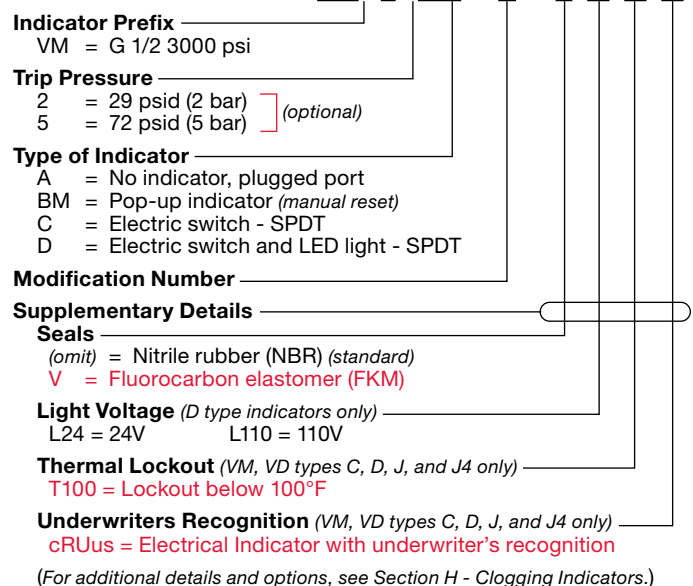 Indicator Prefix
VM = G 1/2 3000 psi
Trip Pressure
2 = 29 psid (2 bar)
5 = 72 psid (5 bar)
(optional)
Type of Indicator
A = No indicator, plugged port
BM = Pop-up indicator (manual reset)
C = Electric switch - SPDT
D = Electric switch and LED light - SPDT
Modification Number
Supplementary Details
Seals
(omit) = Nitrile rubber (NBR) (standard)
V = Fluorocarbon elastomer (FKM)
Light Voltage (D type indicators only)
L24 = 24V L110 = 110V
Thermal Lockout (VM, VD types C, D, J, and J4 only)
T100 = Lockout below 100°F
Underwriters Recognition (VM, VD types C, D, J, and J4 only)
cRUus = Electrical Indicator with underwriter's recognition
(For additional details and options, see Section H - Clogging Indicators.)